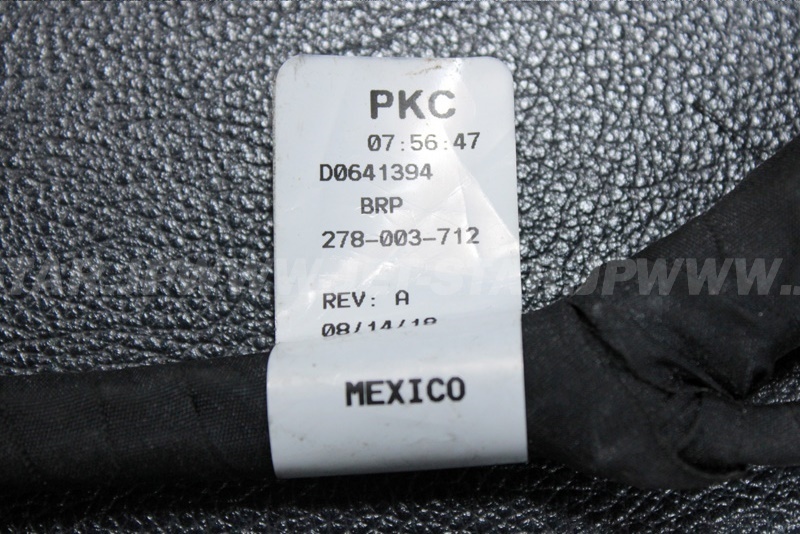 PKC
07:56:47
D0641394
BRP
278-003-712
REV: A
08/14/18
MEXICO